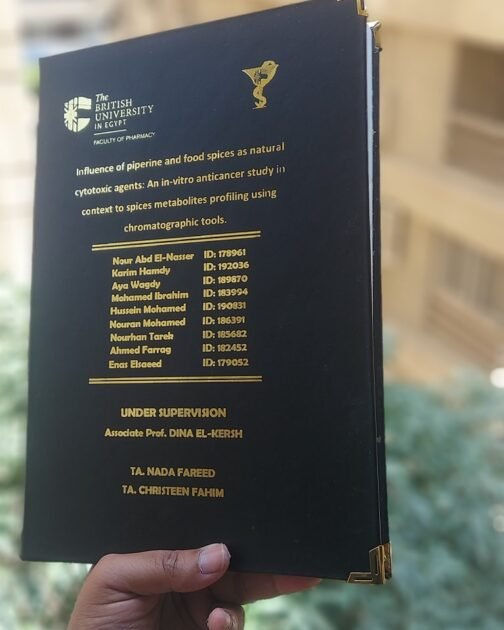 The
BRITISH
UNIVERSITY
IN EGYPT
FACULTY OF PHARMACY
Influence of piperine and food spices as natural
cytotoxic agents: An in-vitro anticancer study in
context to spices metabolites profiling using
chromatographic tools.
Nour Abd El-Nasser ID: 178961
Karim Hamdy ID: 192036
Aya Wagdy ID: 189870
Mohamed Ibrahim ID: 183994
Hussein Mohamed ID: 190831
Nouran Mohamed ID: 186391
Nourhan Tarek ID: 185682
Ahmed Farrag ID: 182452
Enas Elsaeed ID: 179052
UNDER SUPERVISION
Associate Prof. DINA EL-KERSH
TA. NADA FAREED
TA. CHRISTEEN FAHIM